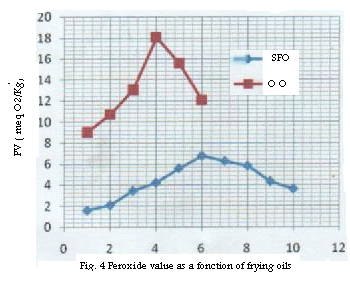 20
18
16
14
12
10
8
6
4
2
0
PV ( meq O2/Kg)
SFO
O O
0 2 4 6 8 10 12
Fig. 4 Peroxide value as a fonction of frying oils